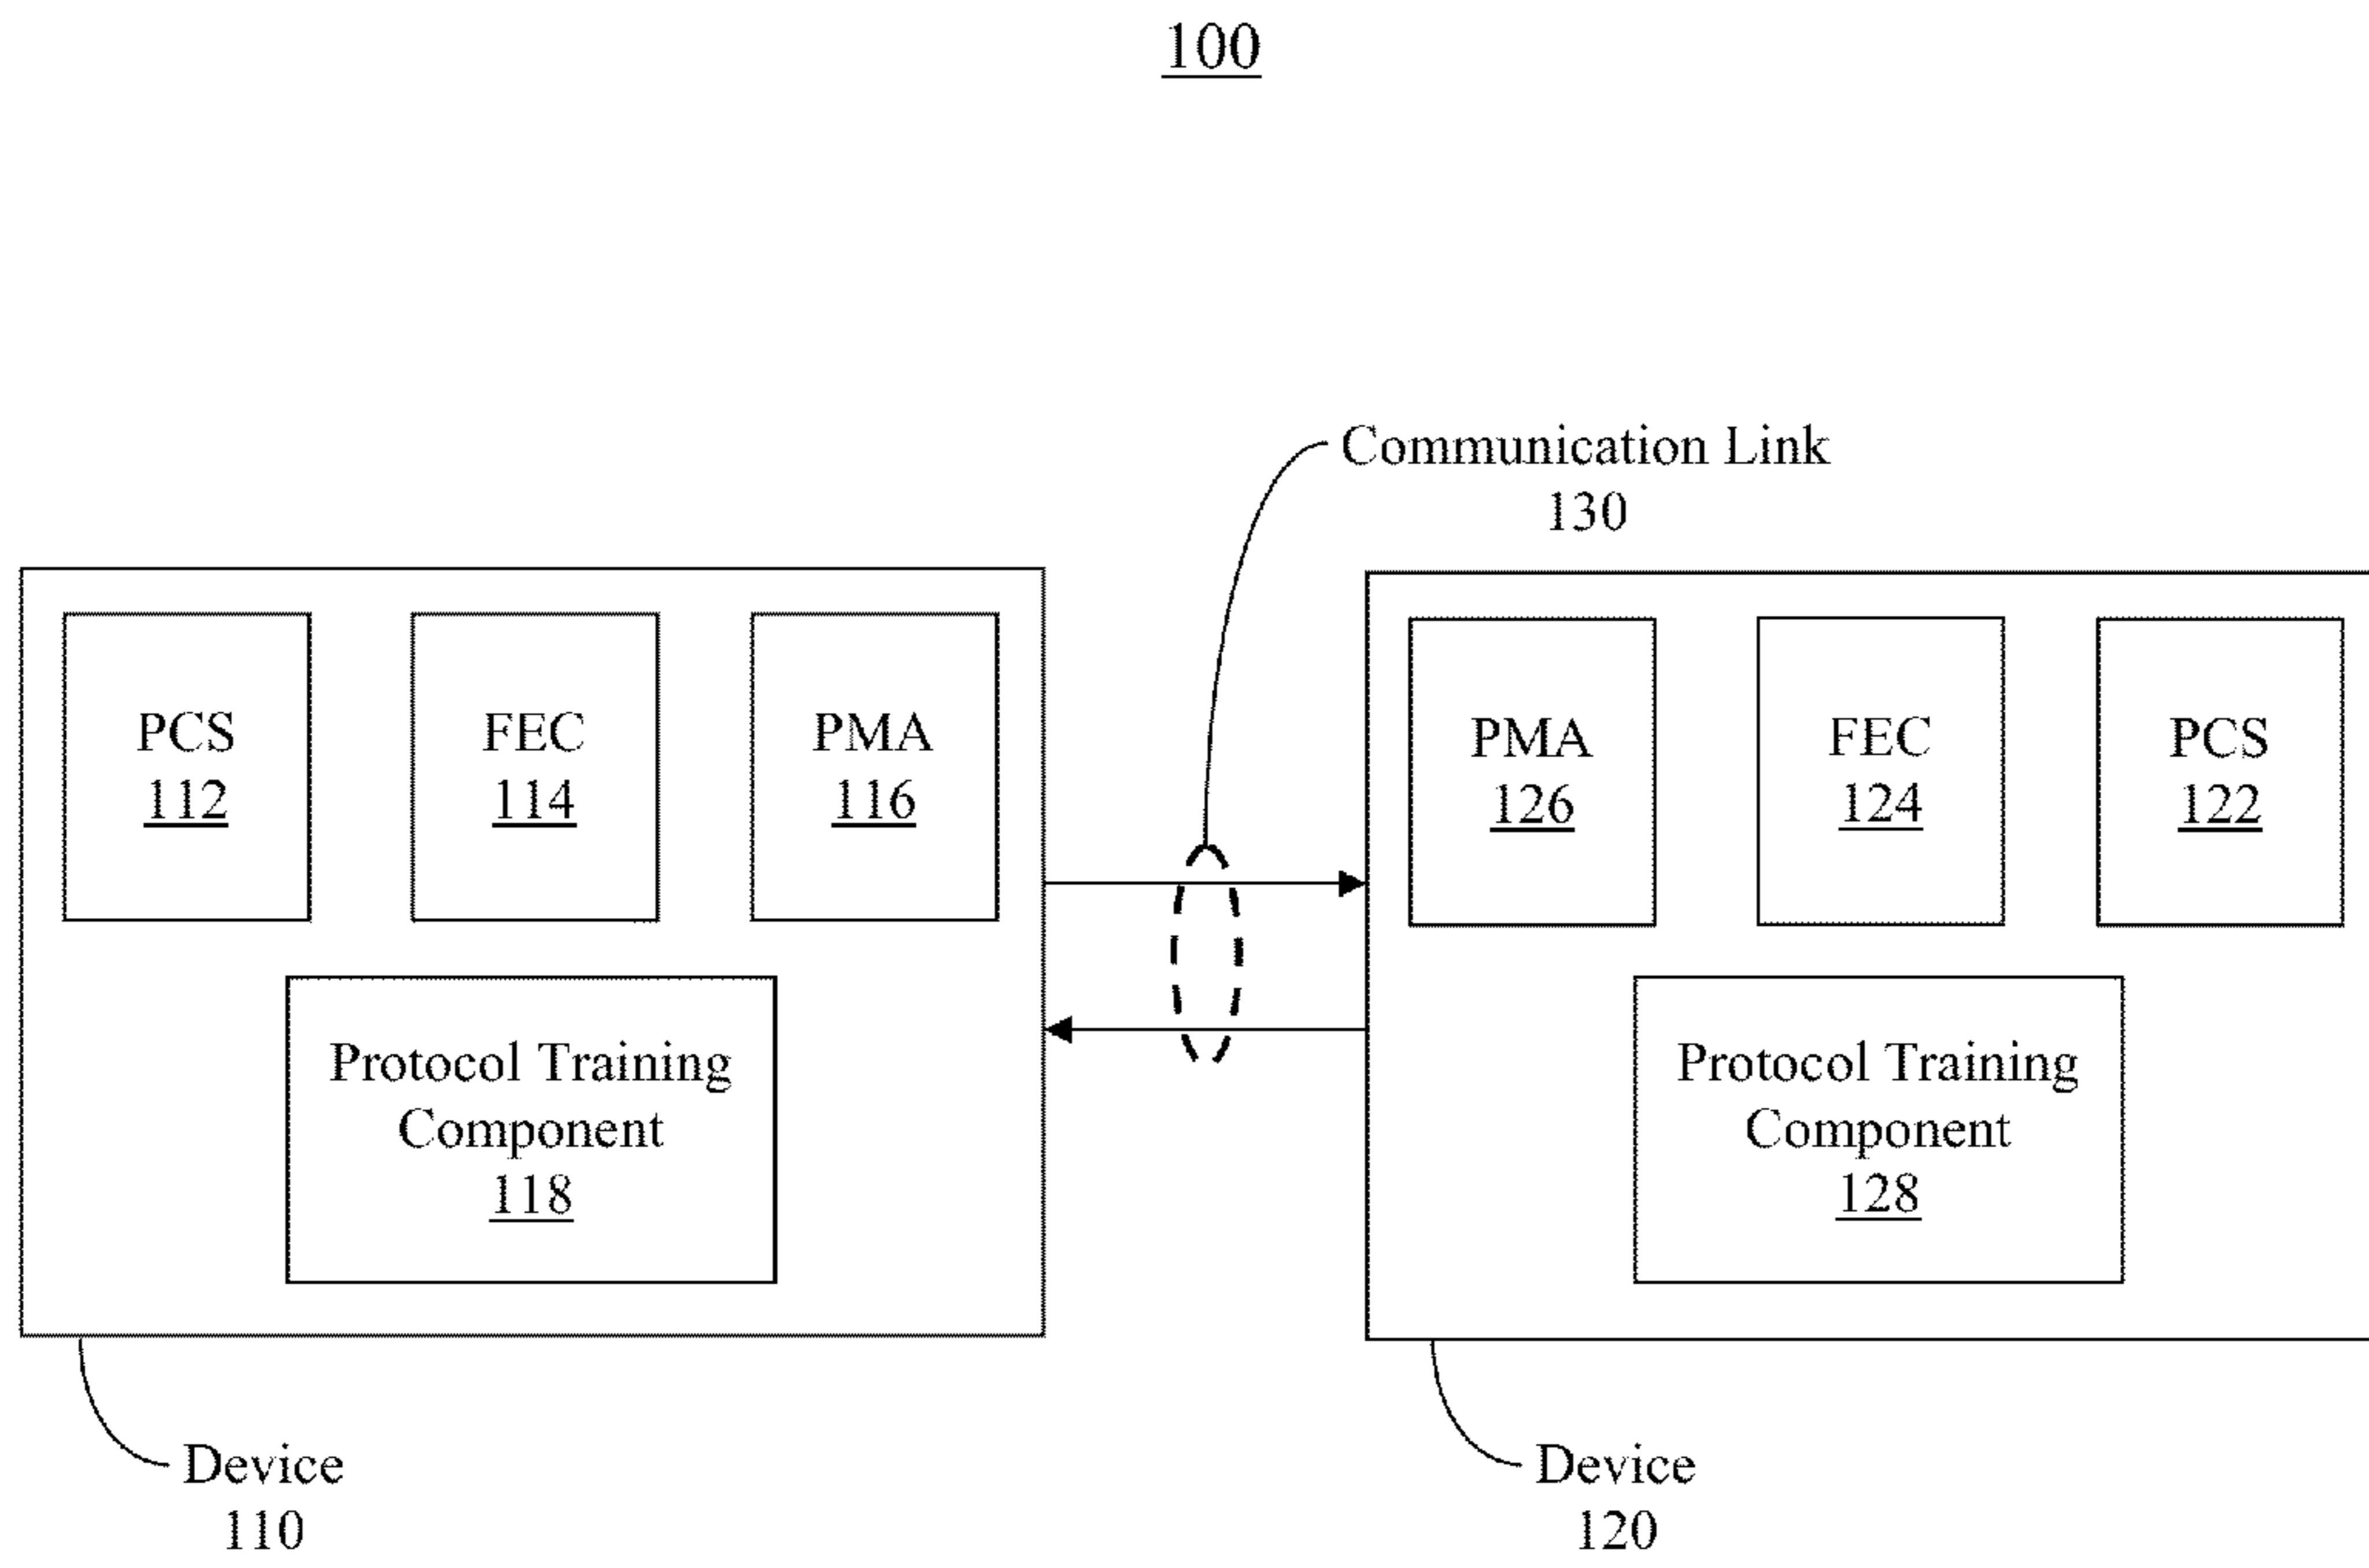 100
Communication Link
130
PCS
112
FEC
114
PMA
116
Protocol Training
Component
118
PMA
126
FEC
124
PCS
122
Protocol Training
Component
128
Device
110
Device
120